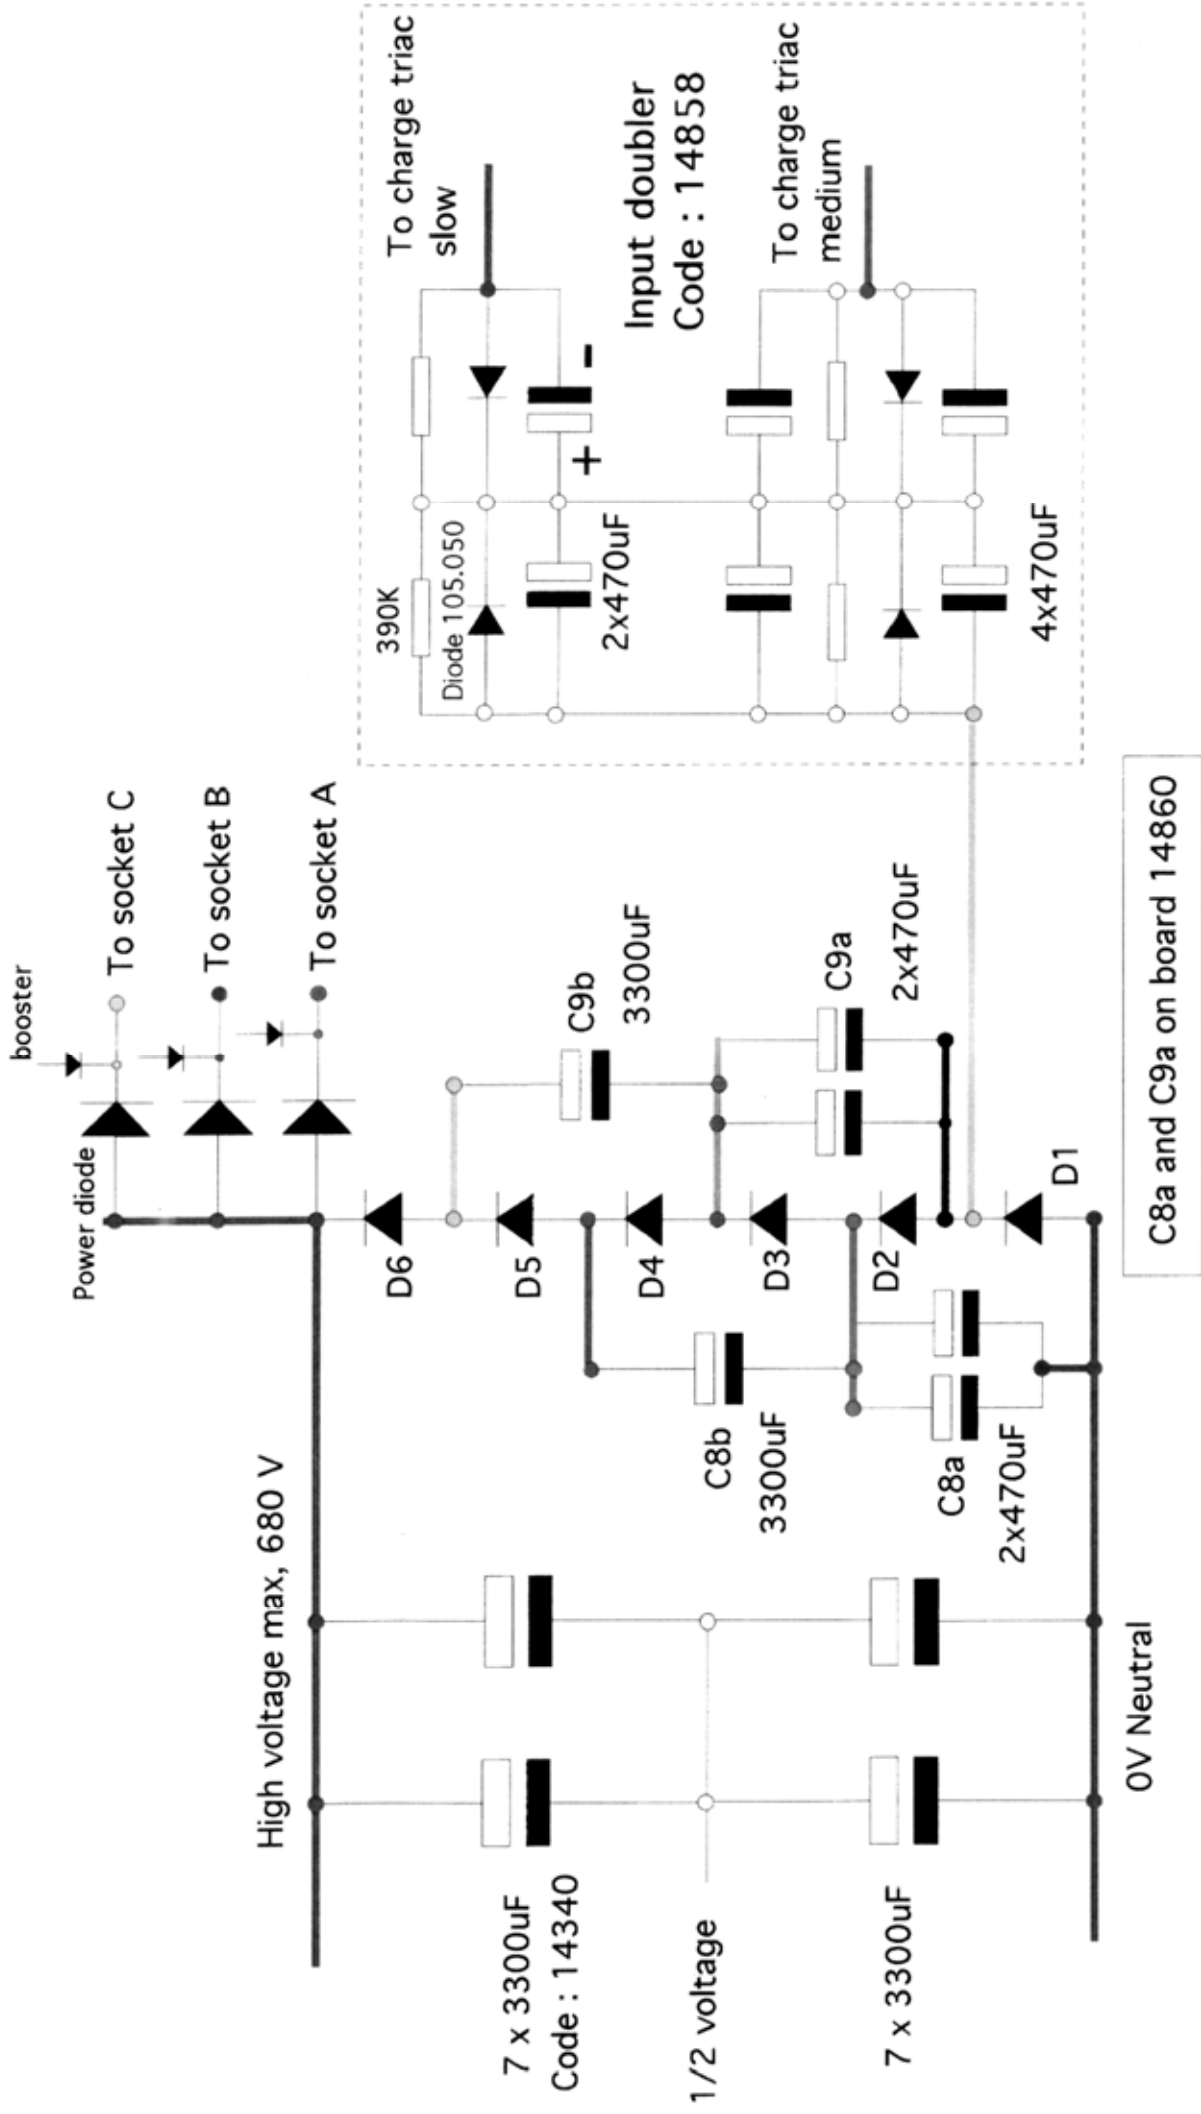 booster
Power diode
To socket C
To socket B
To socket A
High voltage max, 680 V
7 x 3300uF
Code : 14340
1/2 voltage
7 x 3300uF
0V Neutral
D6
D5
D4
D3
D2
D1
C8b
3300uF
C8a
2x470uF
C9b
3300uF
C9a
2x470uF
390K
Diode 105.050
+
-
2x470uF
To charge triac
slow
Input doubler
Code : 14858
To charge triac
medium
4x470uF
C8a and C9a on board 14860